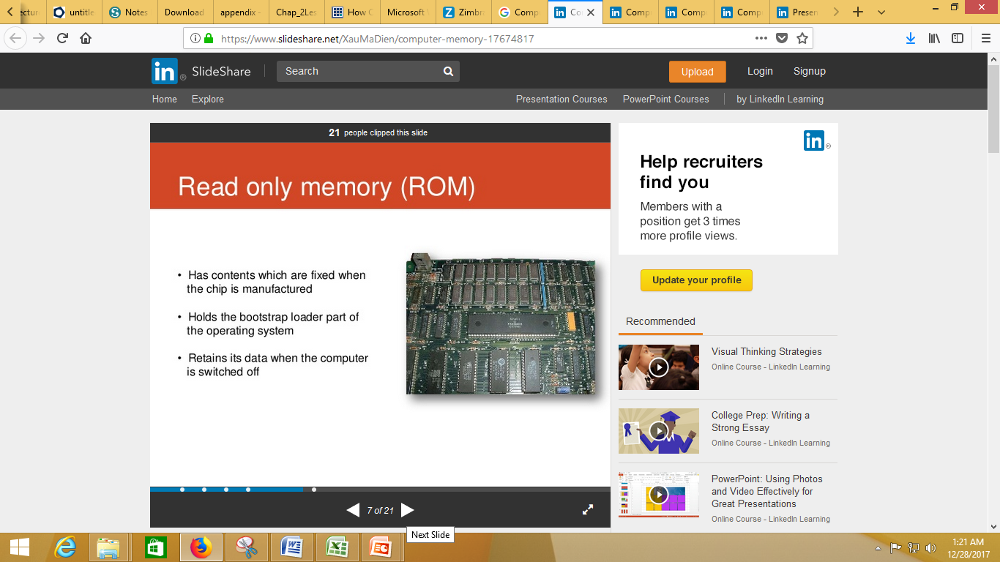 ectur
untitle
Notes
Download
appendix -
Chap_2Les
How C
Microsoft
Zimbra
Comp
Co
Comp
Comp
Comp
Presen
https://www.slideshare.net/XauMaDien/computer-memory-17674817
in ® SlideShare
Search
Upload
Login
Signup
Home
Explore
Presentation Courses
PowerPoint Courses
by LinkedIn Learning
21 people clipped this slide
Read only memory (ROM)
• Has contents which are fixed when
the chip is manufactured
• Holds the bootstrap loader part of
the operating system
• Retains its data when the computer
is switched off
7 of 21
Next Slide
in ®
Help recruiters
find you
Members with a
position get 3 times
more profile views.
Update your profile
Recommended
Visual Thinking Strategies
Online Course - LinkedIn Learning
College Prep: Writing a
Strong Essay
Online Course - LinkedIn Learning
PowerPoint: Using Photos
and Video Effectively for
Great Presentations
Online Course - LinkedIn Learning
1:21 AM
12/28/2017